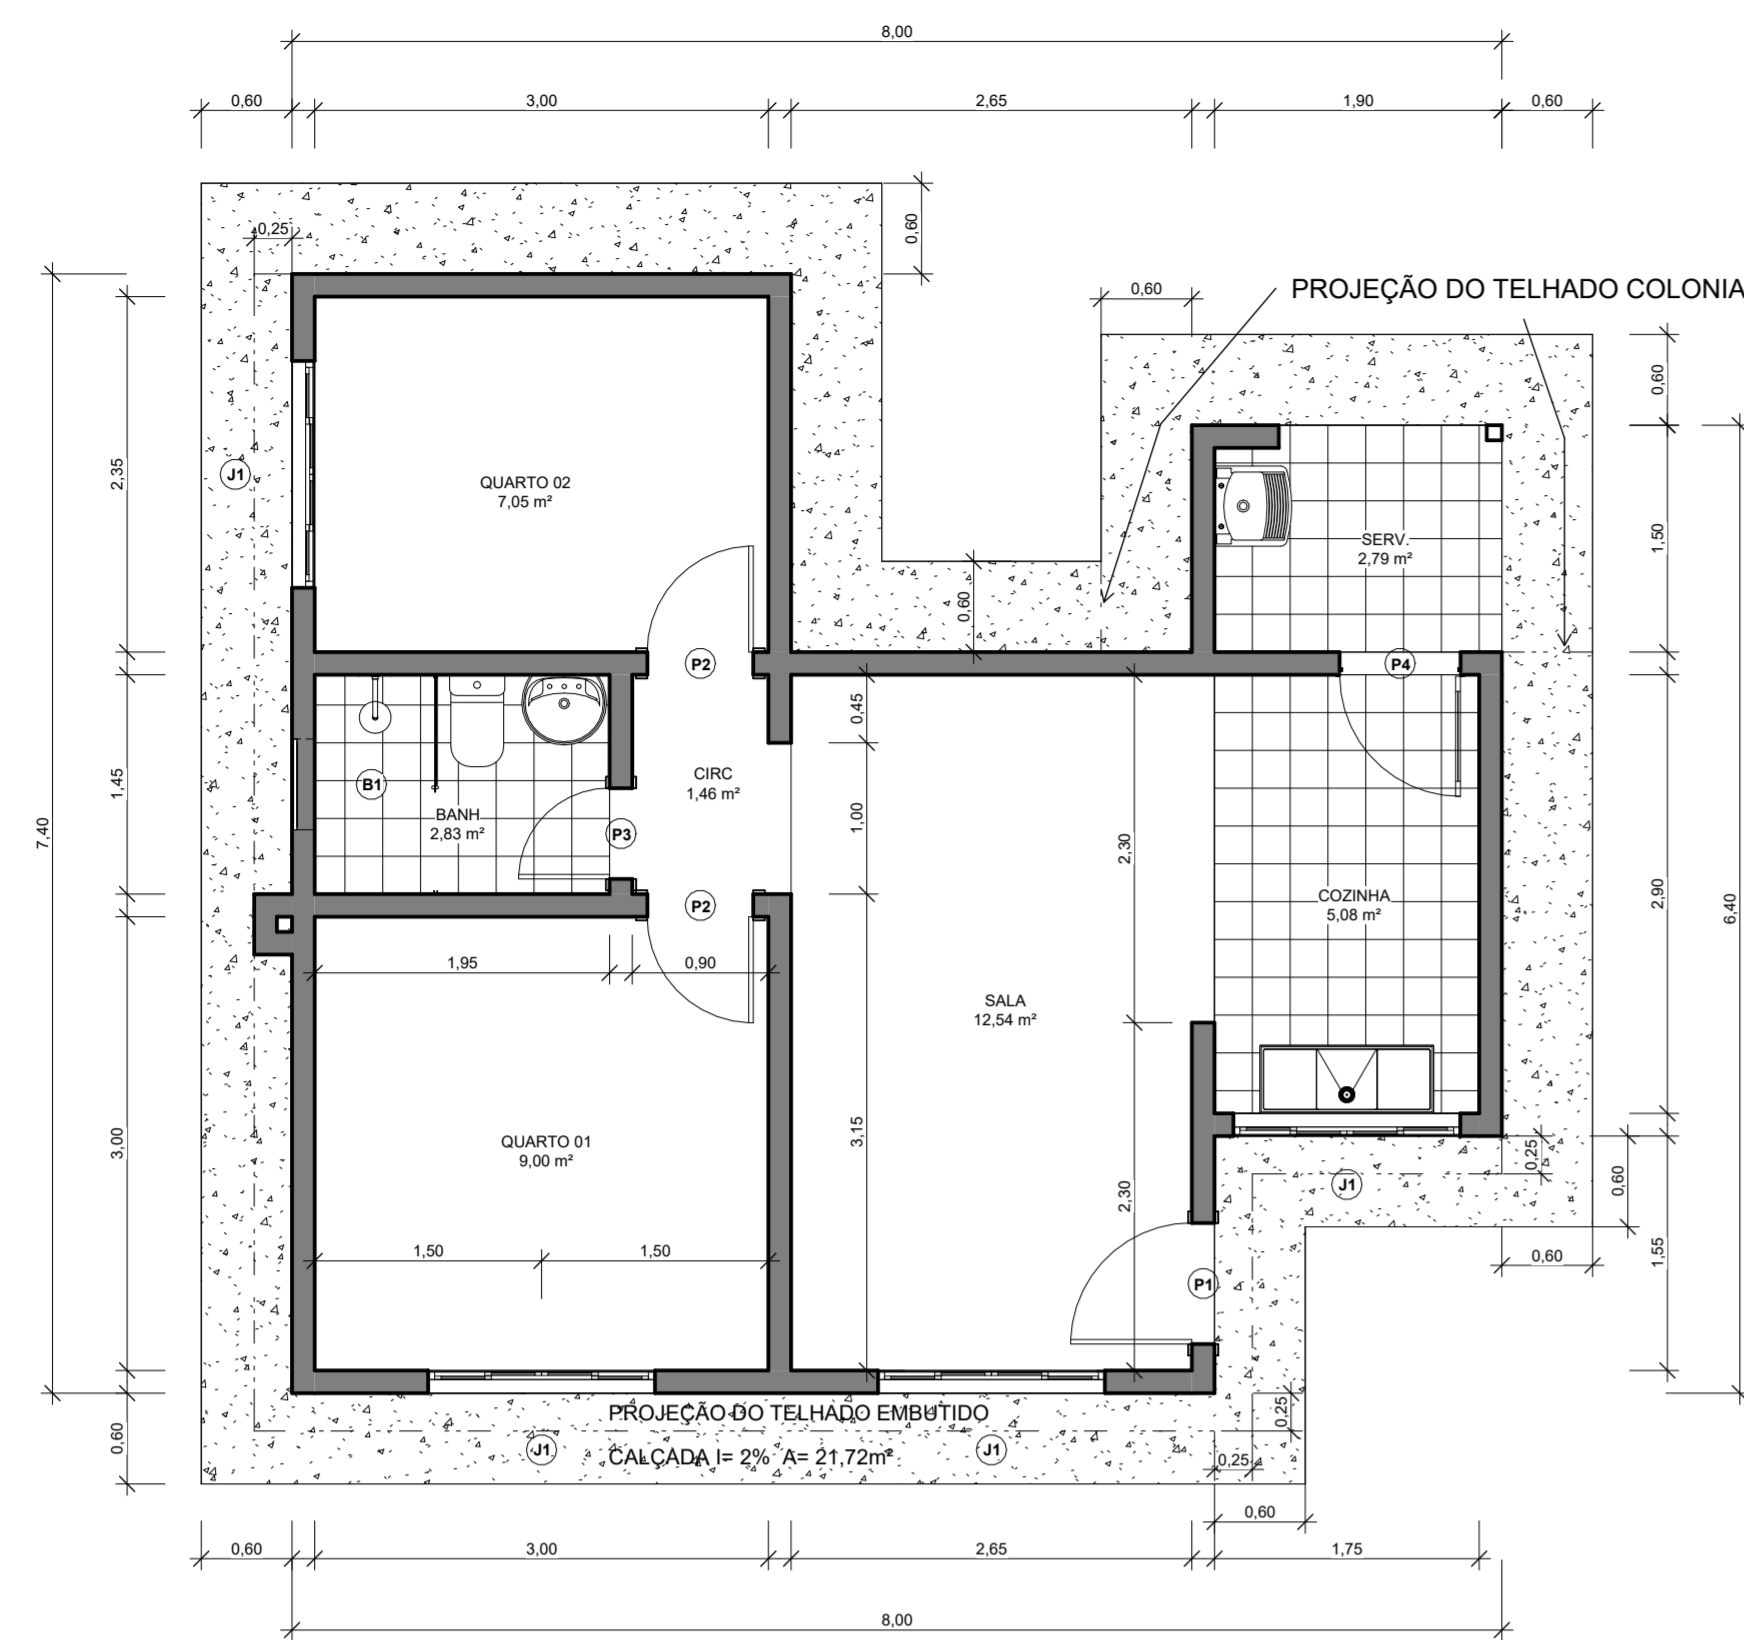 8,00
0,60 3,00 2,65 1,90 0,60
0,25
0,60
0,60
PROJEÇÃO DO TELHADO COLONIA
0,60
7,40
2,35
J1
QUARTO 02
7,05 m²
SERV.
2,79 m²
1,50
6,40
0,60
P2
P4
0,45
1,45
B1
BANH
2,83 m²
P3
CIRC
1,46 m²
1,00
2,30
COZINHA
5,08 m²
2,90
P2
1,95 0,90
SALA
12,54 m²
3,00
QUARTO 01
9,00 m²
3,15
2,30
0,25
0,60
J1
1,50 1,50
P1
0,60
1,55
0,60
PROJEÇÃO DO TELHADO EMBUTIDO
0,25
J1
CALÇADA I= 2% A= 21,72m²
J1
0,25
0,60
0,60 3,00 2,65 1,75
8,00